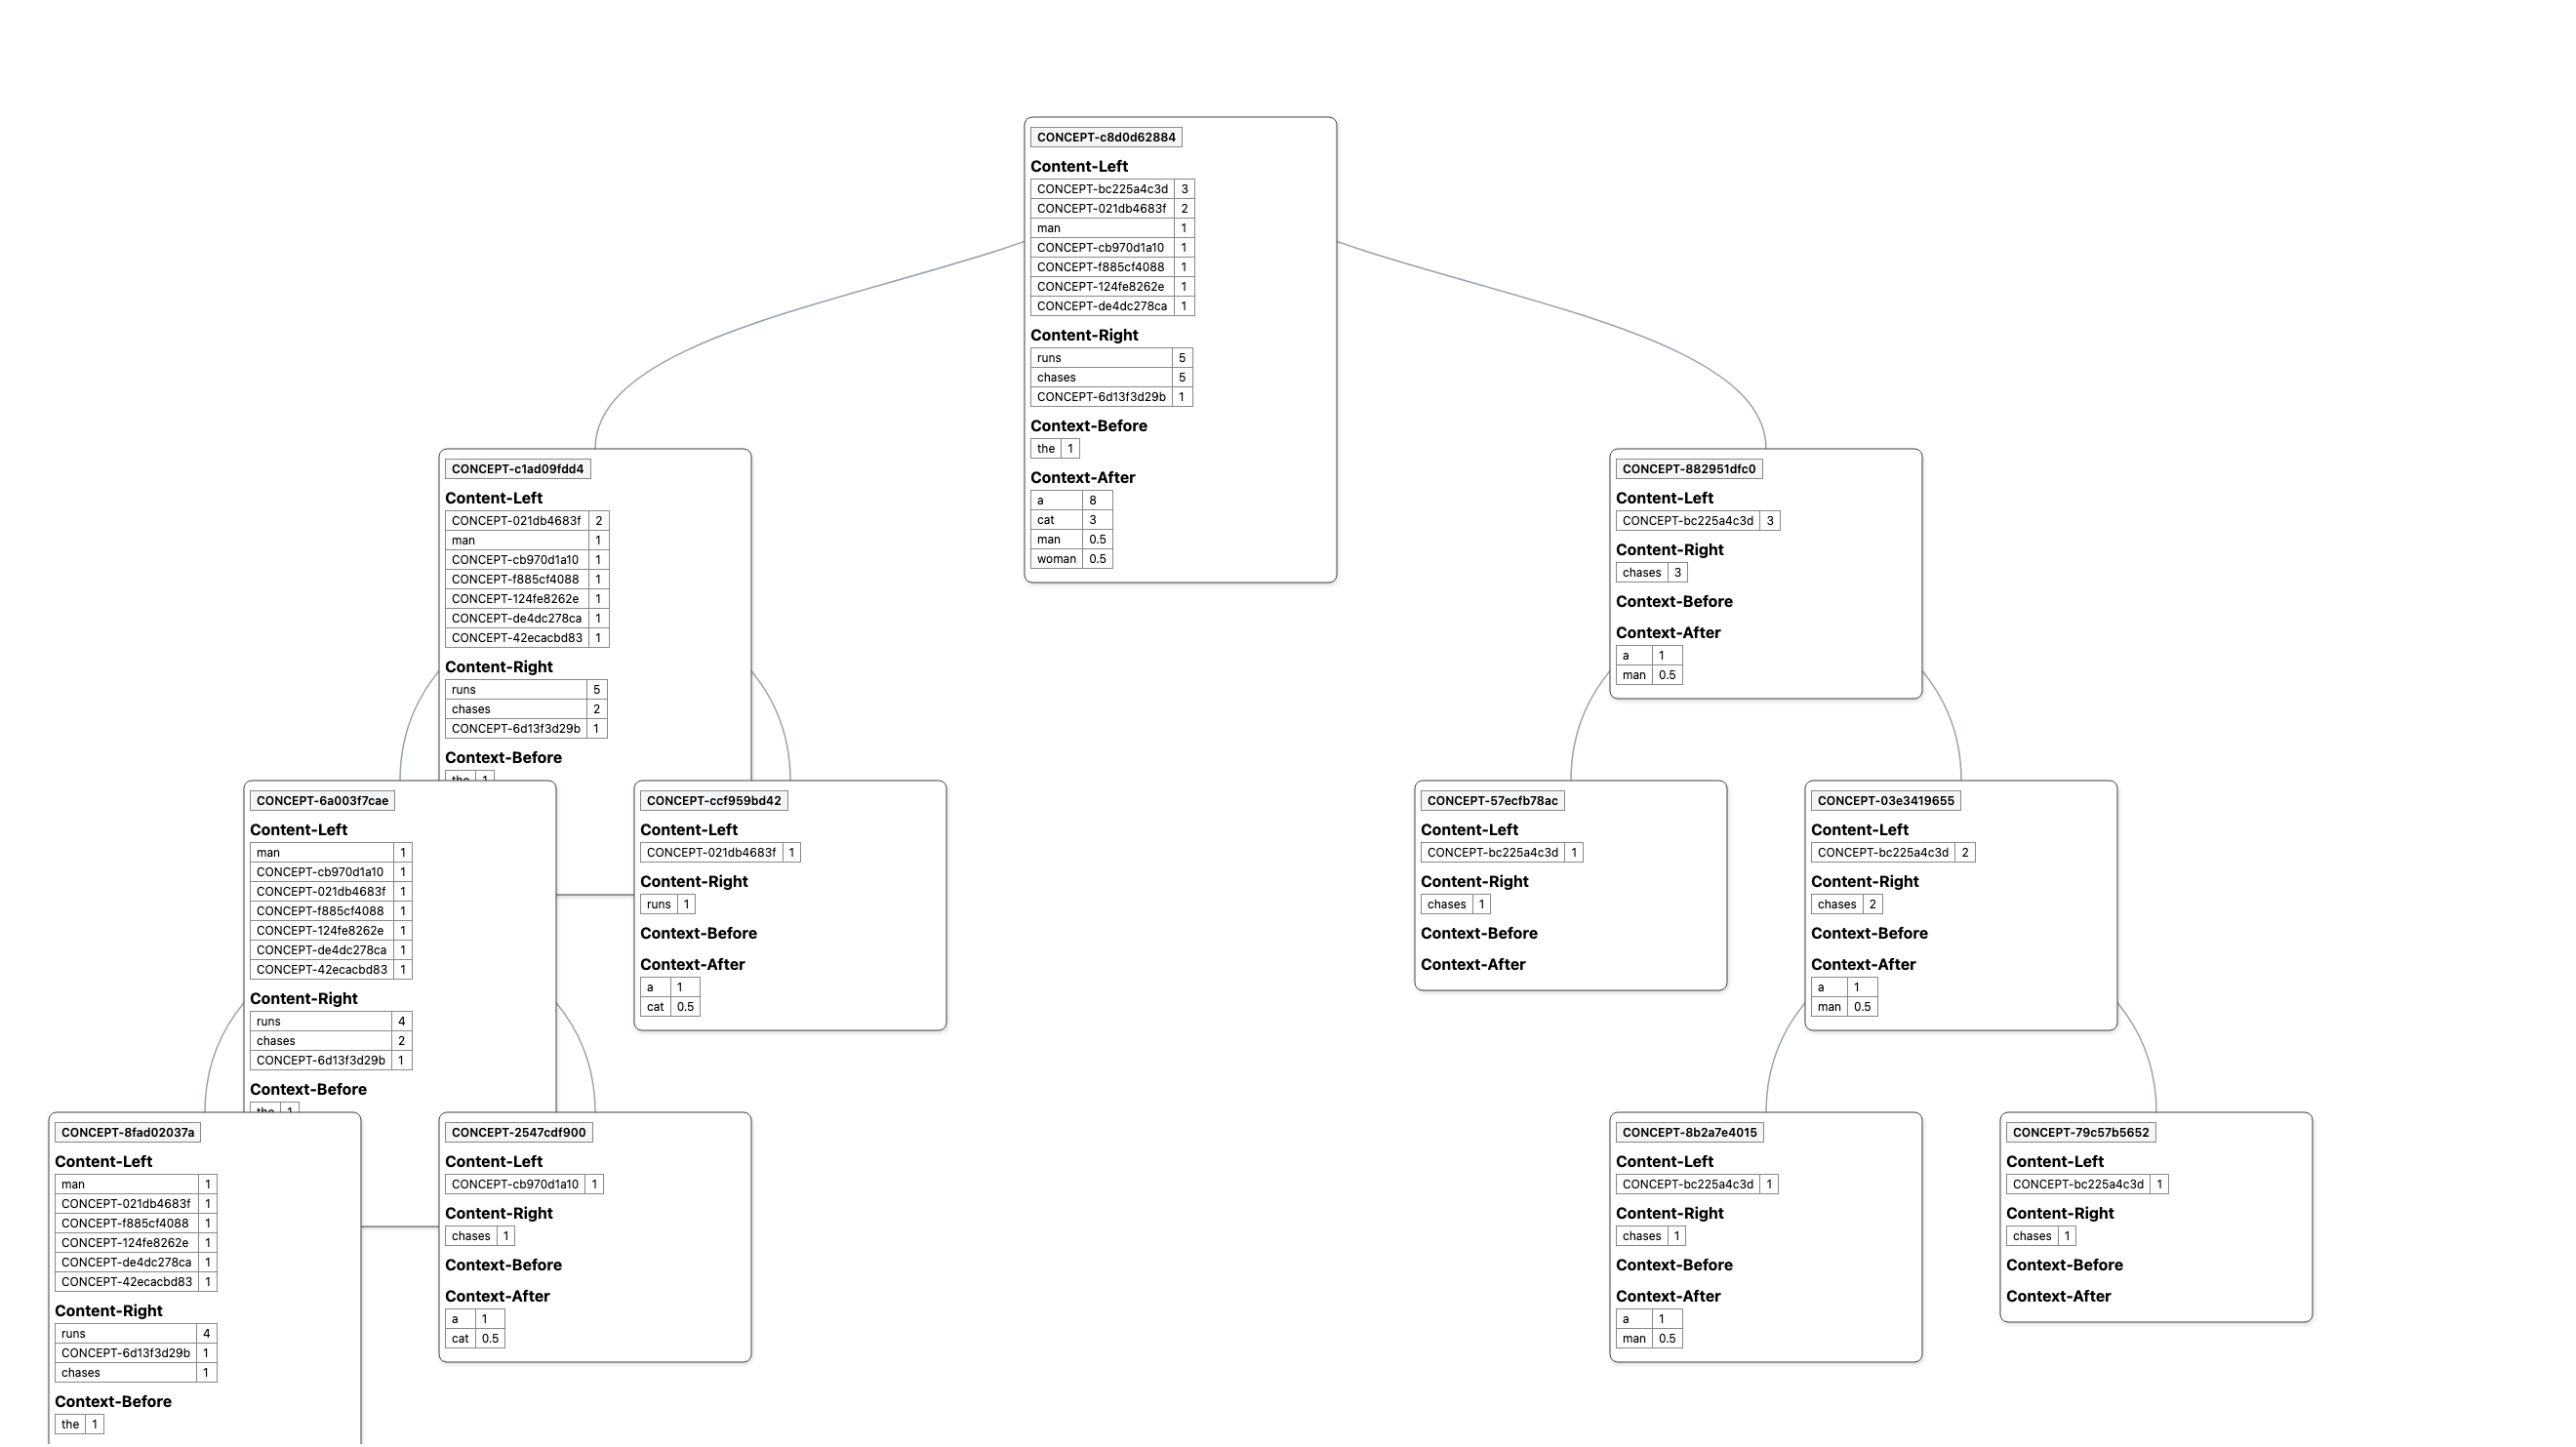 CONCEPT-c8d0d62884
Content-Left
CONCEPT-bc225a4c3d 3
CONCEPT-021db4683f 2
man 1
CONCEPT-cb970d1a10 1
CONCEPT-f885cf4088 1
CONCEPT-124fe8262e 1
CONCEPT-de4dc278ca 1
Content-Right
runs 5
chases 5
CONCEPT-6d13f3d29b 1
Context-Before
the 1
Context-After
a 8
cat 3
man 0.5
woman 0.5
CONCEPT-c1ad09fdd4
Content-Left
CONCEPT-021db4683f 2
man 1
CONCEPT-cb970d1a10 1
CONCEPT-f885cf4088 1
CONCEPT-124fe8262e 1
CONCEPT-de4dc278ca 1
CONCEPT-42ecacbd83 1
Content-Right
runs 5
chases 2
CONCEPT-6d13f3d29b 1
Context-Before
the 1
CONCEPT-882951dfc0
Content-Left
CONCEPT-bc225a4c3d 3
Content-Right
chases 3
Context-Before
Context-After
a 1
man 0.5
CONCEPT-6a003f7cae
Content-Left
man 1
CONCEPT-cb970d1a10 1
CONCEPT-021db4683f 1
CONCEPT-f885cf4088 1
CONCEPT-124fe8262e 1
CONCEPT-de4dc278ca 1
CONCEPT-42ecacbd83 1
Content-Right
runs 4
chases 2
CONCEPT-6d13f3d29b 1
Context-Before
the 1
CONCEPT-ccf959bd42
Content-Left
CONCEPT-021db4683f 1
Content-Right
runs 1
Context-Before
Context-After
a 1
cat 0.5
CONCEPT-57ecfb78ac
Content-Left
CONCEPT-bc225a4c3d 1
Content-Right
chases 1
Context-Before
Context-After
CONCEPT-03e3419655
Content-Left
CONCEPT-bc225a4c3d 2
Content-Right
chases 2
Context-Before
Context-After
a 1
man 0.5
CONCEPT-8fad02037a
Content-Left
man 1
CONCEPT-021db4683f 1
CONCEPT-f885cf4088 1
CONCEPT-124fe8262e 1
CONCEPT-de4dc278ca 1
CONCEPT-42ecacbd83 1
Content-Right
runs 4
CONCEPT-6d13f3d29b 1
chases 1
Context-Before
the 1
CONCEPT-2547cdf900
Content-Left
CONCEPT-cb970d1a10 1
Content-Right
chases 1
Context-Before
Context-After
a 1
cat 0.5
CONCEPT-8b2a7e4015
Content-Left
CONCEPT-bc225a4c3d 1
Content-Right
chases 1
Context-Before
Context-After
a 1
man 0.5
CONCEPT-79c57b5652
Content-Left
CONCEPT-bc225a4c3d 1
Content-Right
chases 1
Context-Before
Context-After